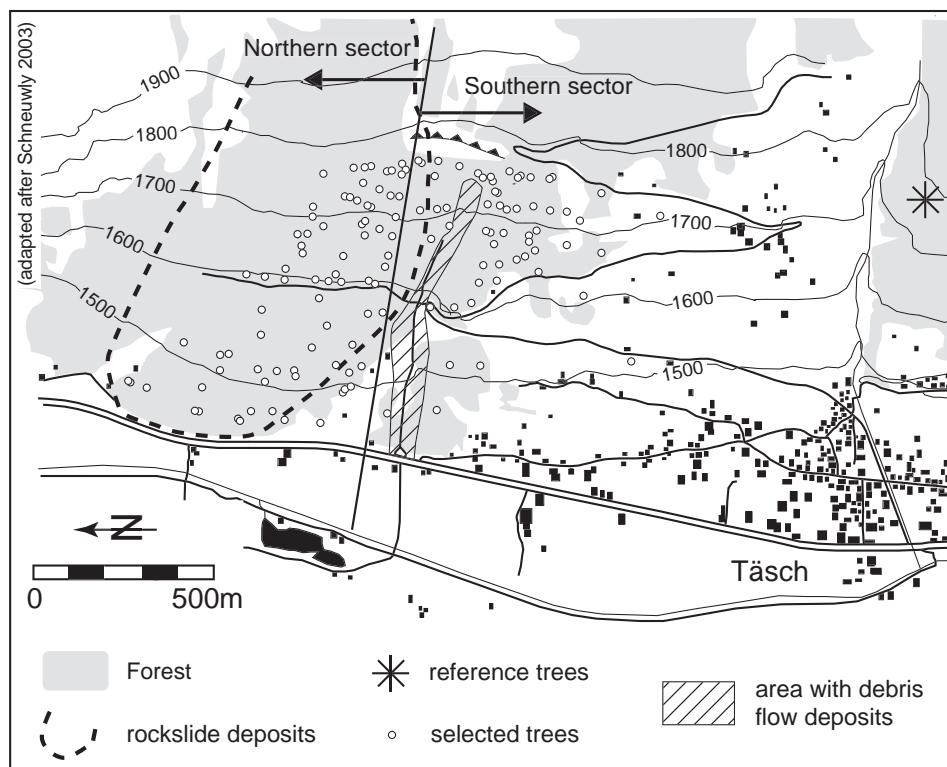 (adapted after Schneuwly 2003)
Northern sector
Southern sector
1900
1800
1800
1700
1700
1600
1600
1500
1500
N
Täsch
0 500m
Forest
reference trees
area with debris
flow deposits
rockslide deposits
selected trees